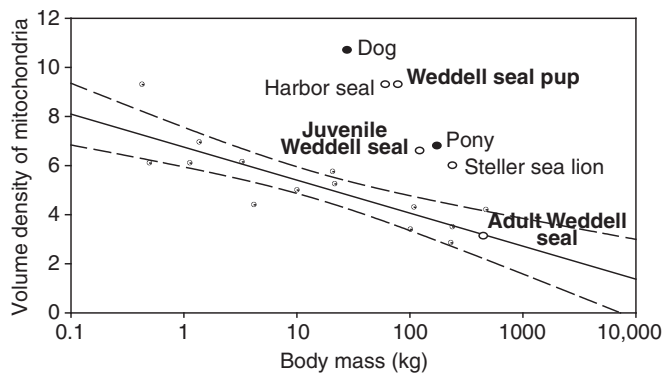 Volume density of mitochondria
12
10
8
6
4
2
0
Dog
Harbor seal
Weddell seal pup
Juvenile
Weddell seal
Pony
Steller sea lion
Adult Weddell
seal
0.1
1
10
100
1000
10,000
Body mass (kg)